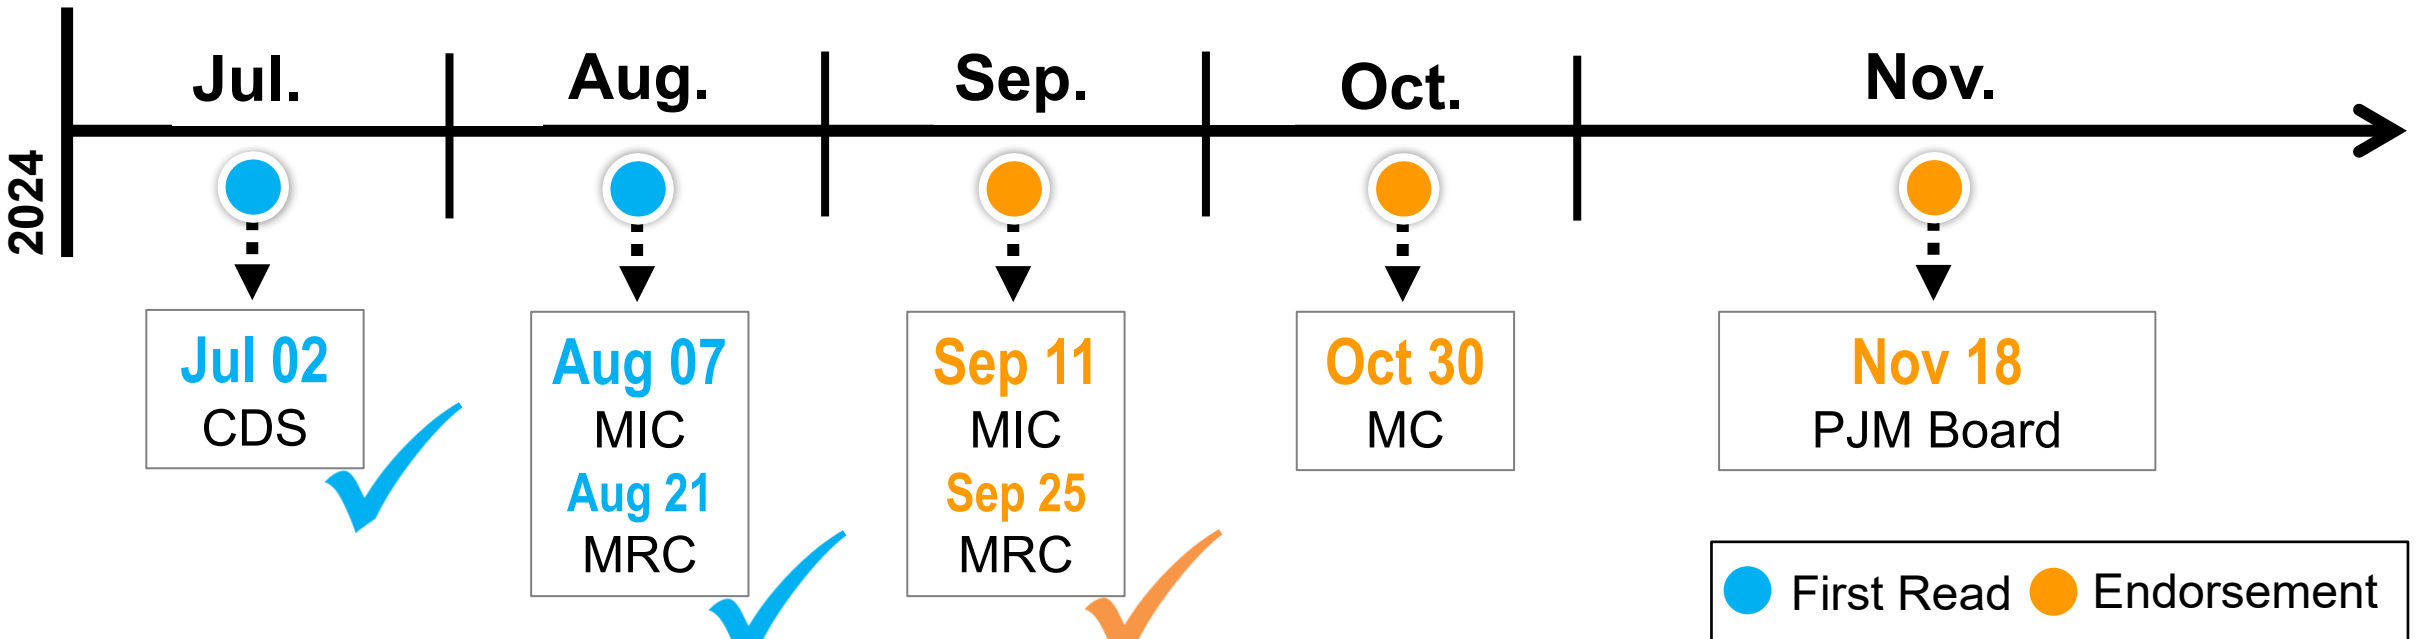 2024
Jul.
Aug.
Sep.
Oct.
Nov.
Jul 02
CDS
Aug 07
MIC
Aug 21
MRC
Sep 11
MIC
Sep 25
MRC
Oct 30
MC
Nov 18
PJM Board
First Read
Endorsement